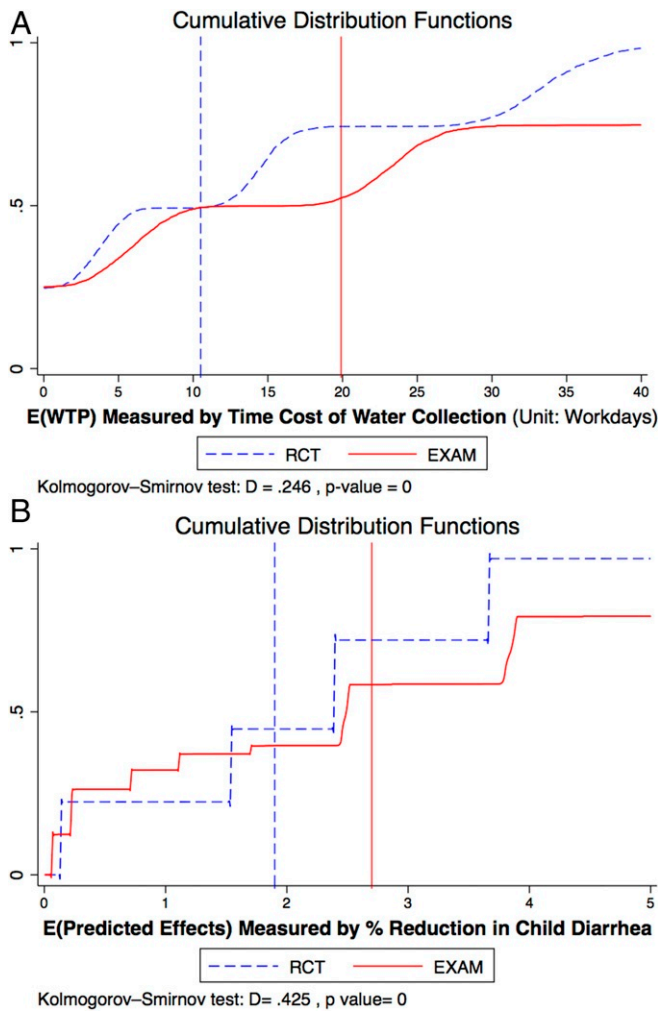 A
Cumulative Distribution Functions
1
.5
0
0 5 10 15 20 25 30 35 40
E(WTP) Measured by Time Cost of Water Collection (Unit: Workdays)
RCT EXAM
Kolmogorov–Smirnov test: D = .246 , p-value = 0
B
Cumulative Distribution Functions
1
.5
0
0 1 2 3 4 5
E(Predicted Effects) Measured by % Reduction in Child Diarrhea
RCT EXAM
Kolmogorov–Smirnov test: D= .425 , p value= 0